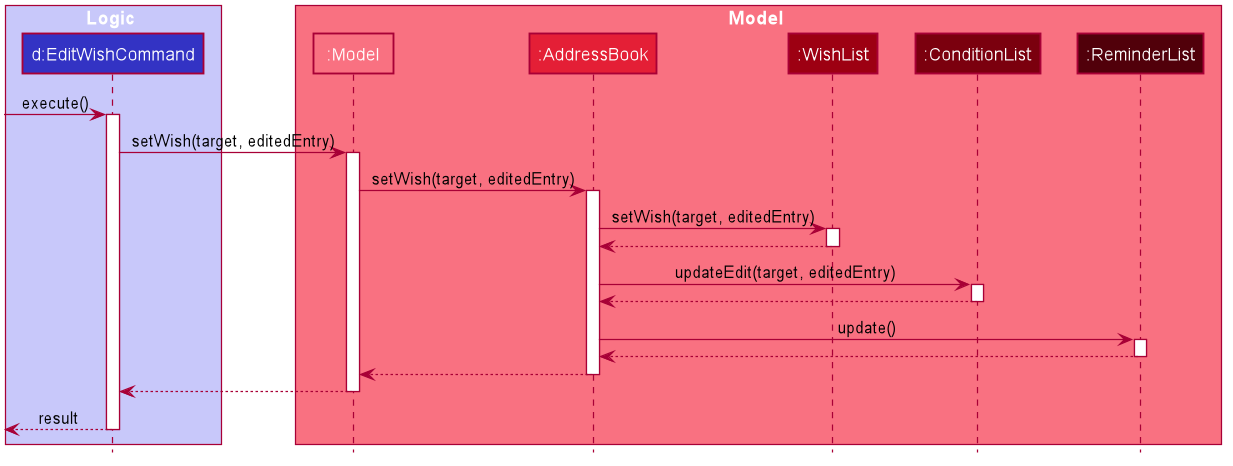 Logic
Model
d:EditWishCommand
:Model
:AddressBook
:WishList
:ConditionList
:ReminderList
execute()
setWish(target, editedEntry)
setWish(target, editedEntry)
setWish(target, editedEntry)
updateEdit(target, editedEntry)
update()
result